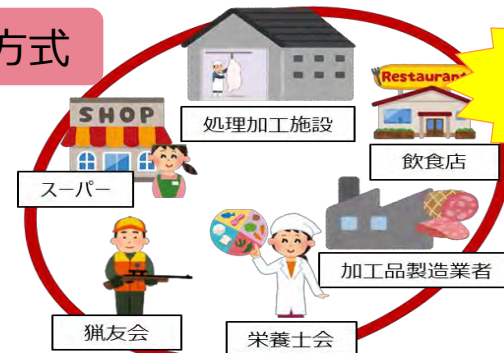 方式
処理加工施設
Restaurant
SHOP
飲食店
スーパー
加工品製造業者
猟友会
栄養士会